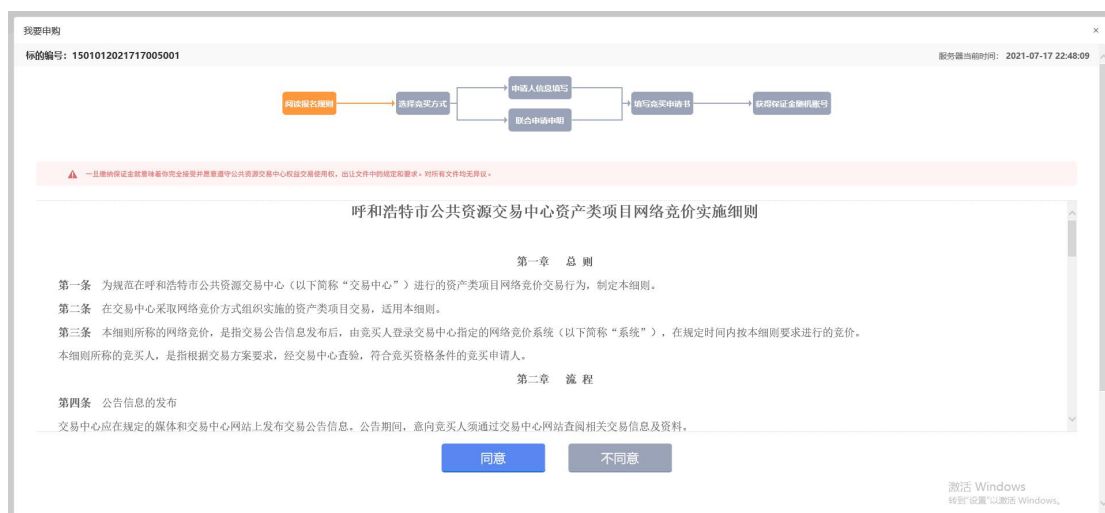 我要申购
×
标的编号：1501012021717005001
服务器当前时间： 2021-07-17 22:48:09
阅读报名规则
选择竞买方式
申请人信息填写
联合申请申明
填写竞买申请书
获得保证金随机账号
一旦缴纳保证金就意味着你完全接受并愿意遵守公共资源交易中心权益交易使用权，出让文件中的规定和要求。对所有文件均无异议。
呼和浩特市公共资源交易中心资产类项目网络竞价实施细则
第一章 总 则
第一条 为规范在呼和浩特市公共资源交易中心（以下简称“交易中心”）进行的资产类项目网络竞价交易行为，制定本细则。
第二条 在交易中心采取网络竞价方式组织实施的资产类项目交易，适用本细则。
第三条 本细则所称的网络竞价，是指交易公告信息发布后，由竞买人登录交易中心指定的网络竞价系统（以下简称“系统”），在规定时间内按本细则要求进行的竞价。
本细则所称的竞买人，是指根据交易方案要求，经交易中心查验，符合竞买资格条件的竞买申请人。
第二章 流 程
第四条 公告信息的发布
交易中心应在规定的媒体和交易中心网站上发布交易公告信息。公告期间，意向竞买人须通过交易中心网站查阅相关交易信息及资料。
同意
不同意
激活 Windows
转到"设置"以激活 Windows。